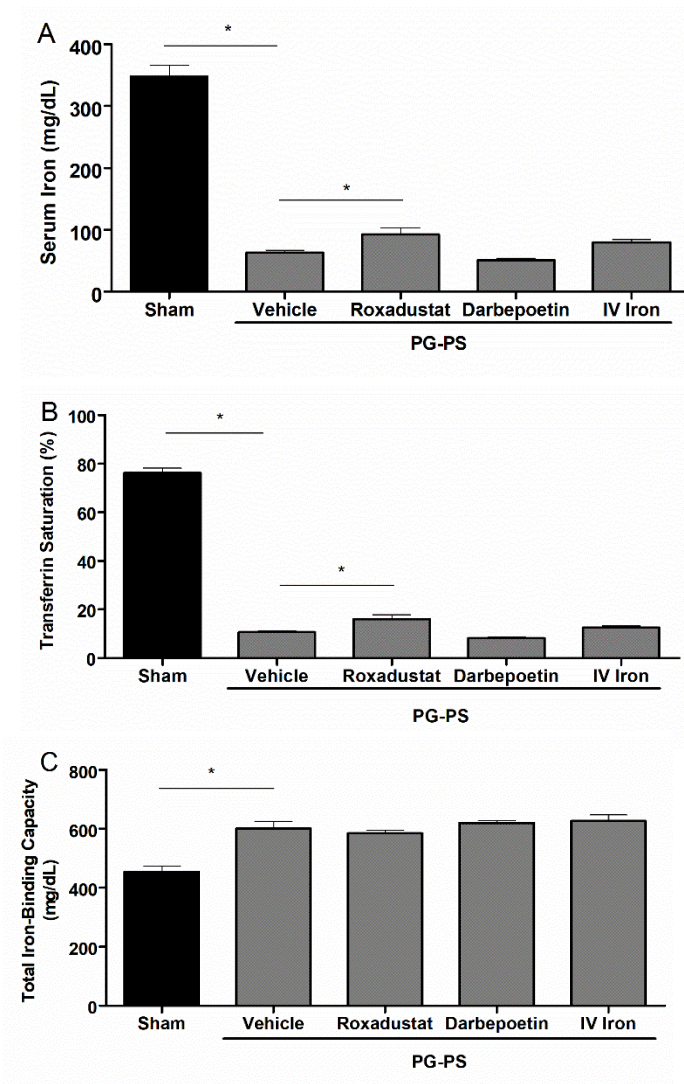 A
Serum Iron (mg/dL)
400
300
200
100
0
*
*
Sham Vehicle Roxadustat Darbepoetin IV Iron
PG-PS
B
Transferrin Saturation (%)
100
80
60
40
20
0
*
*
Sham Vehicle Roxadustat Darbepoetin IV Iron
PG-PS
C
Total Iron-Binding Capacity
(mg/dL)
800
600
400
200
0
*
Sham Vehicle Roxadustat Darbepoetin IV Iron
PG-PS